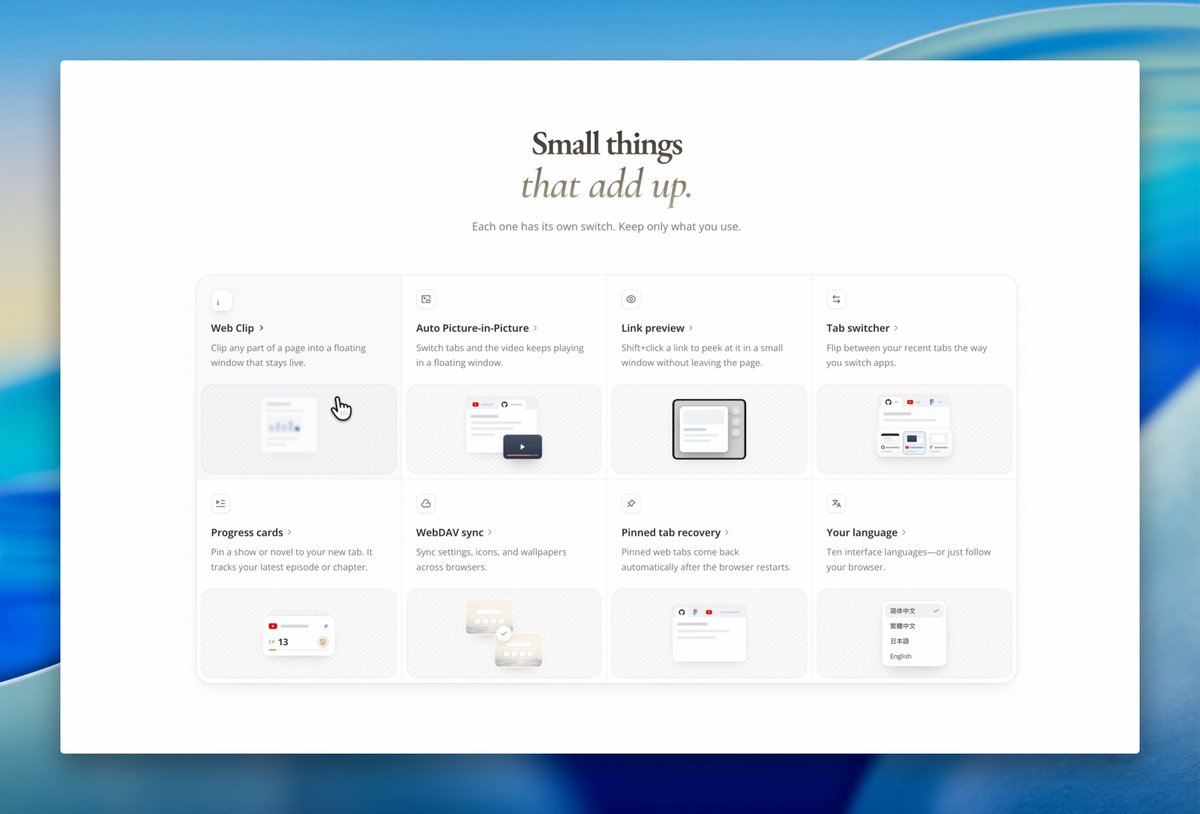 Small things
that add up.
Each one has its own switch. Keep only what you use.
Web Clip
Clip any part of a page into a floating
window that stays live.
Auto Picture-in-Picture
Switch tabs and the video keeps playing
in a floating window.
Link preview
Shift+click a link to peek at it in a small
window without leaving the page.
Tab switcher
Flip between your recent tabs the way
you switch apps.
Progress cards
Pin a show or novel to your new tab. It
tracks your latest episode or chapter.
EP 13
WebDAV sync
Sync settings, icons, and wallpapers
across browsers.
Pinned tab recovery
Pinned web tabs come back
automatically after the browser restarts.
Your language
Ten interface languages—or just follow
your browser.
简体中文
繁體中文
日本語
English